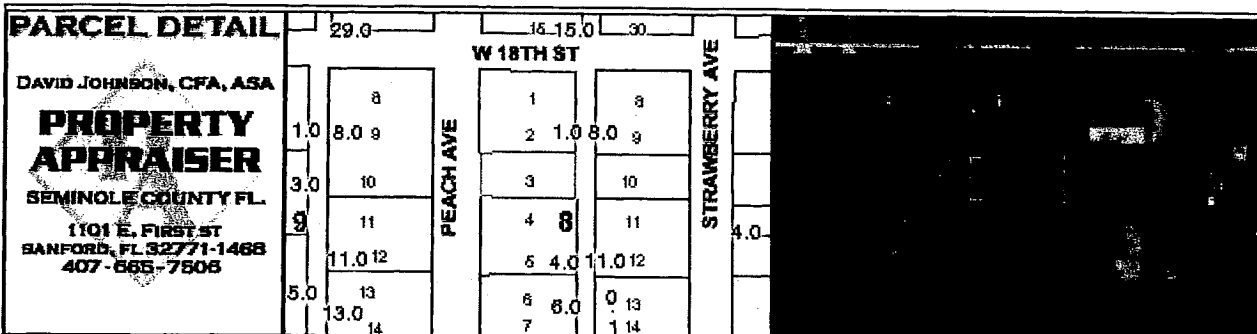 PARCEL DETAIL
DAVID JOHNSON, CFA, ASA
PROPERTY
APPRAISER
SEMINOLE COUNTY FL.
1101 E. FIRST ST
SANFORD, FL 32771-1468
407-665-7506
29.0 15 15.0 30
W 18TH ST
PEACH AVE
STRAWBERRY AVE
8 1 8
1.0 8.0 9 2 1.0 8.0 9
3.0 10 3 10
9 11 4 8 11
4.0
11.0 12 5 4.0 11.0 12
5.0 13 6 6.0 0 13
13.0 14 7 1 14